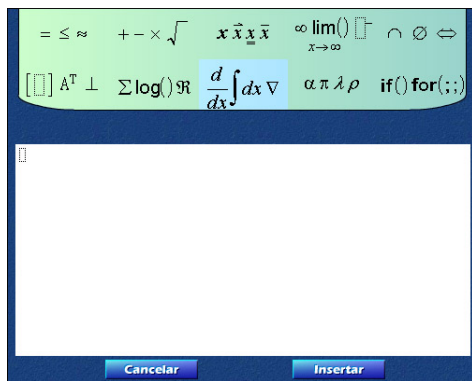 = ≤ ≈ + − × √ x x⃗ x̳ x̄ ∞ lim() x→∞ ∩ ∅ ⇔
[ ] Aᵀ ⊥ Σ log() ℜ d/dx ∫dx ∇ α π λ ρ if() for(;;)
Cancelar Insertar